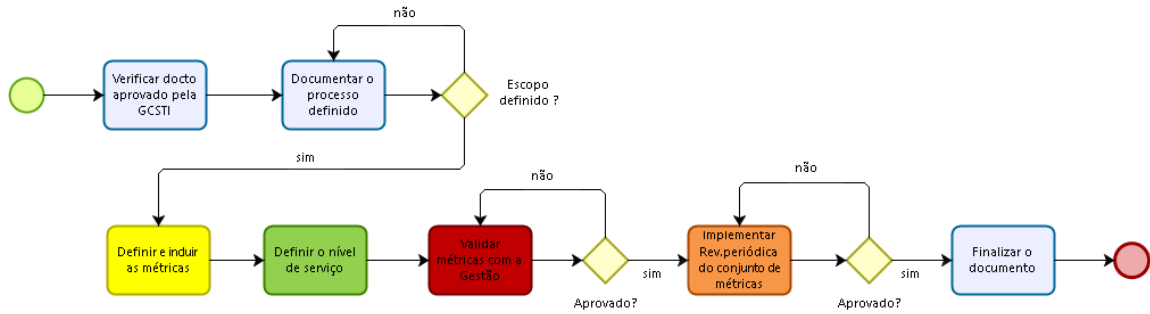 não
Verificar docto
aprovado pela
GCSTI
Documentar o
processo
definido
Escopo
definido ?
sim
não
não
Definir e induir
as métricas
Definir o nível
de serviço
Validar
métricas com a
Gestão
sim
Aprovado?
Implementar
Rev.periódica
do conjunto de
métricas
sim
Aprovado?
Finalizar o
documento